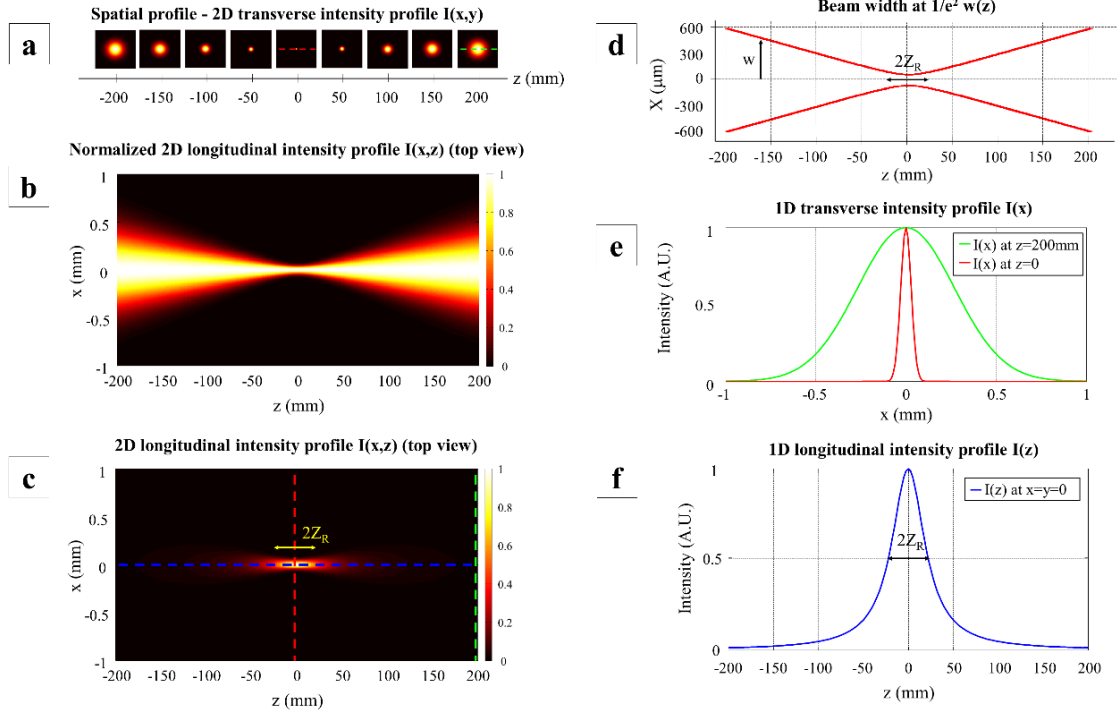 a
Spatial profile - 2D transverse intensity profile I(x,y)
z (mm)
-200 -150 -100 -50 0 50 100 150 200
b
Normalized 2D longitudinal intensity profile I(x,z) (top view)
1
0.5
0
-0.5
-1
x (mm)
-200 -150 -100 -50 0 50 100 150 200
z (mm)
1
0.8
0.6
0.4
0.2
0
c
2D longitudinal intensity profile I(x,z) (top view)
1
0.5
0
-0.5
-1
x (mm)
2Z_R
-200 -150 -100 -50 0 50 100 150 200
z (mm)
1
0.8
0.6
0.4
0.2
0
d
Beam width at 1/e² w(z)
600
300
0
-300
-600
X (µm)
w
2Z_R
-200 -150 -100 -50 0 50 100 150 200
z (mm)
e
1D transverse intensity profile I(x)
1
0.5
0
Intensity (A.U.)
I(x) at z=200mm
I(x) at z=0
-1 -0.5 0 0.5 1
x (mm)
f
1D longitudinal intensity profile I(z)
1
0.5
0
Intensity (A.U.)
I(z) at x=y=0
2Z_R
-200 -150 -100 -50 0 50 100 150 200
z (mm)